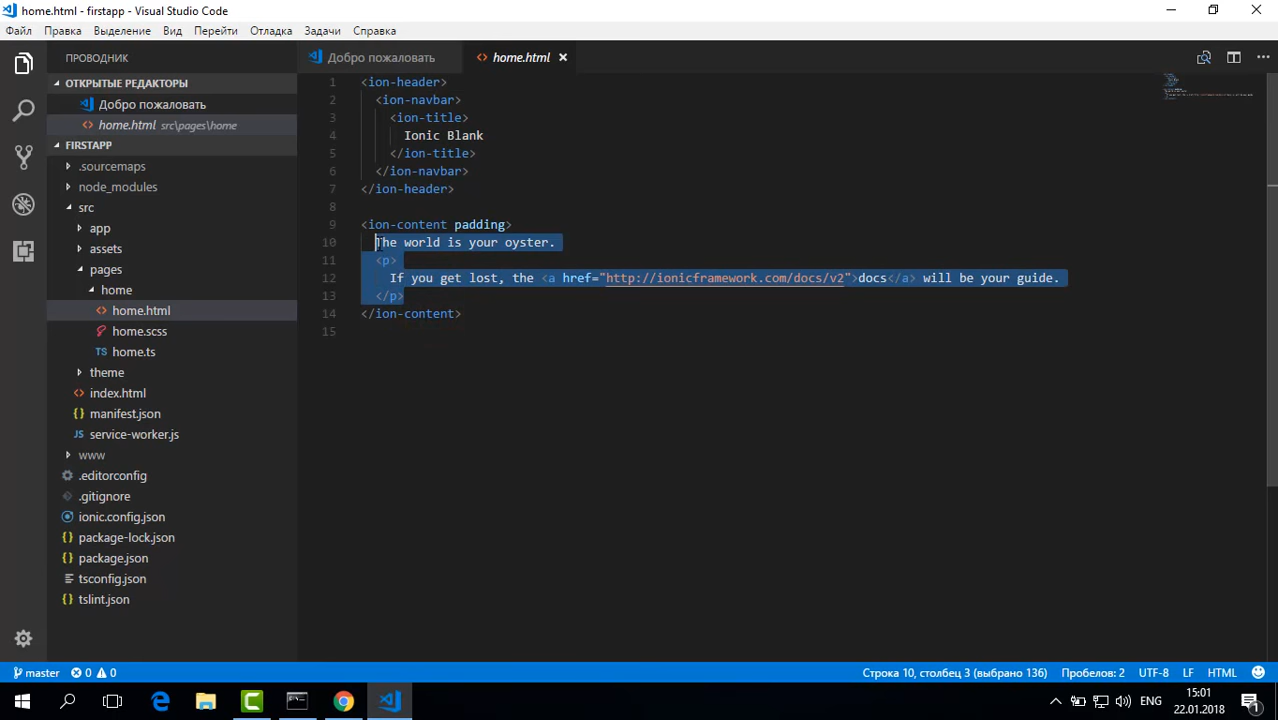 home.html - firstapp - Visual Studio Code
Файл Правка Выделение Вид Перейти Отладка Задачи Справка
ПРОВОДНИК
ОТКРЫТЫЕ РЕДАКТОРЫ
Добро пожаловать
home.html src\pages\home
FIRSTAPP
.sourcemaps
node_modules
src
app
assets
pages
home
home.html
home.scss
TS home.ts
theme
index.html
{} manifest.json
JS service-worker.js
www
.editorconfig
.gitignore
ionic.config.json
{} package-lock.json
{} package.json
tsconfig.json
{} tslint.json
Добро пожаловать
home.html
1 <ion-header>
2 <ion-navbar>
3 <ion-title>
4 Ionic Blank
5 </ion-title>
6 </ion-navbar>
7 </ion-header>
8
9 <ion-content padding>
10 The world is your oyster.
11 <p>
12 If you get lost, the <a href="http://ionicframework.com/docs/v2">docs</a> will be your guide.
13 </p>
14 </ion-content>
15
master 0 0 Строка 10, столбец 3 (выбрано 136) Пробелов: 2 UTF-8 LF HTML
ENG
15:01
22.01.2018
1